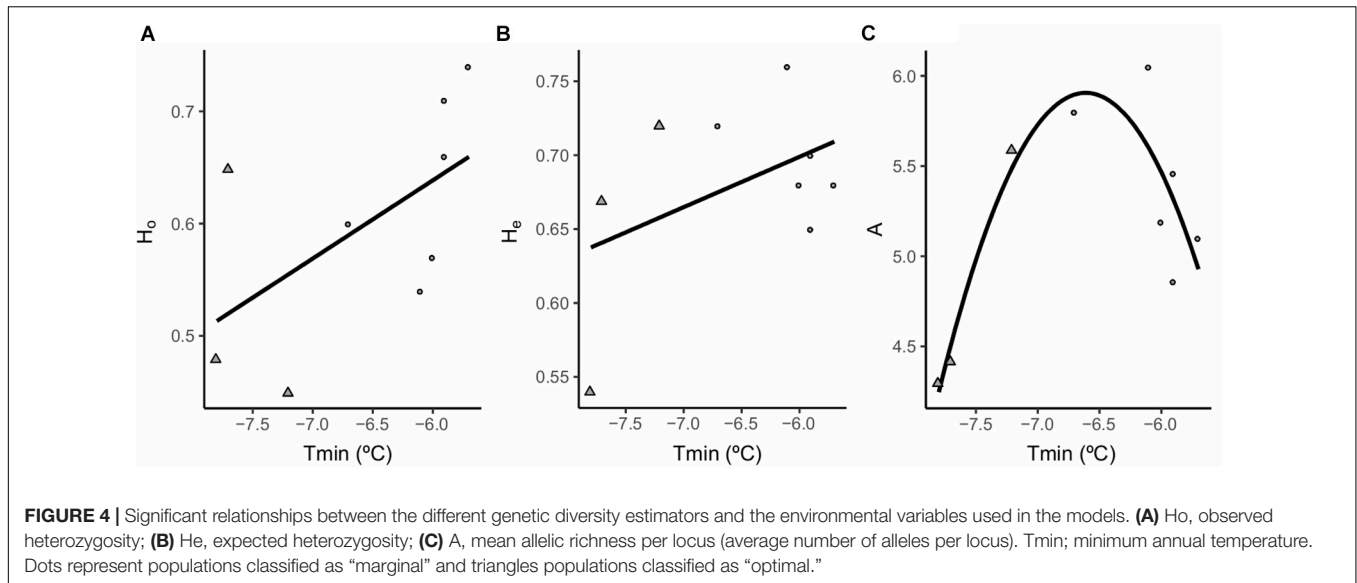 A
B
C
0.7
0.6
0.5
Ho
−7.5 −7.0 −6.5 −6.0
Tmin (ºC)
0.75
0.70
0.65
0.60
0.55
He
−7.5 −7.0 −6.5 −6.0
Tmin (ºC)
6.0
5.5
5.0
4.5
A
−7.5 −7.0 −6.5 −6.0
Tmin (ºC)
FIGURE 4 | Significant relationships between the different genetic diversity estimators and the environmental variables used in the models. (A) Ho, observed
heterozygosity; (B) He, expected heterozygosity; (C) A, mean allelic richness per locus (average number of alleles per locus). Tmin; minimum annual temperature.
Dots represent populations classified as “marginal” and triangles populations classified as “optimal.”